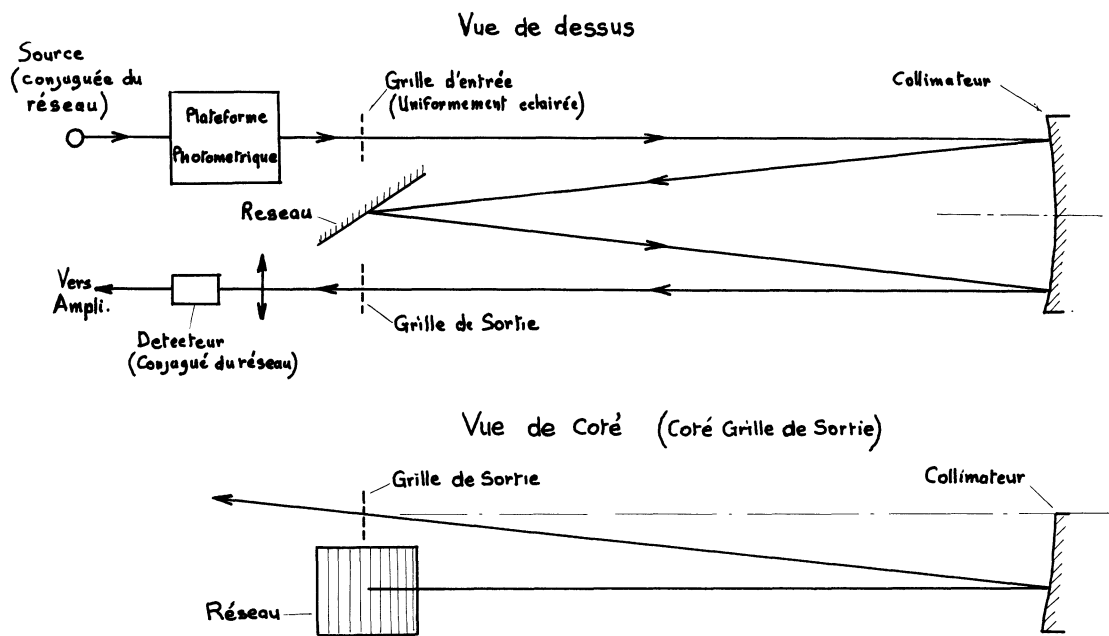 Vue de dessus
Source
(conjuguée du
réseau)
Plateforme
Photometrique
Grille d'entrée
(Uniformement eclairée)
Collimateur
Reseau
Vers
Ampli.
Detecteur
(Conjagué du réseau)
Grille de Sortie
Vue de Coté (Coté Grille de Sortie)
Grille de Sortie
Collimateur
Réseau